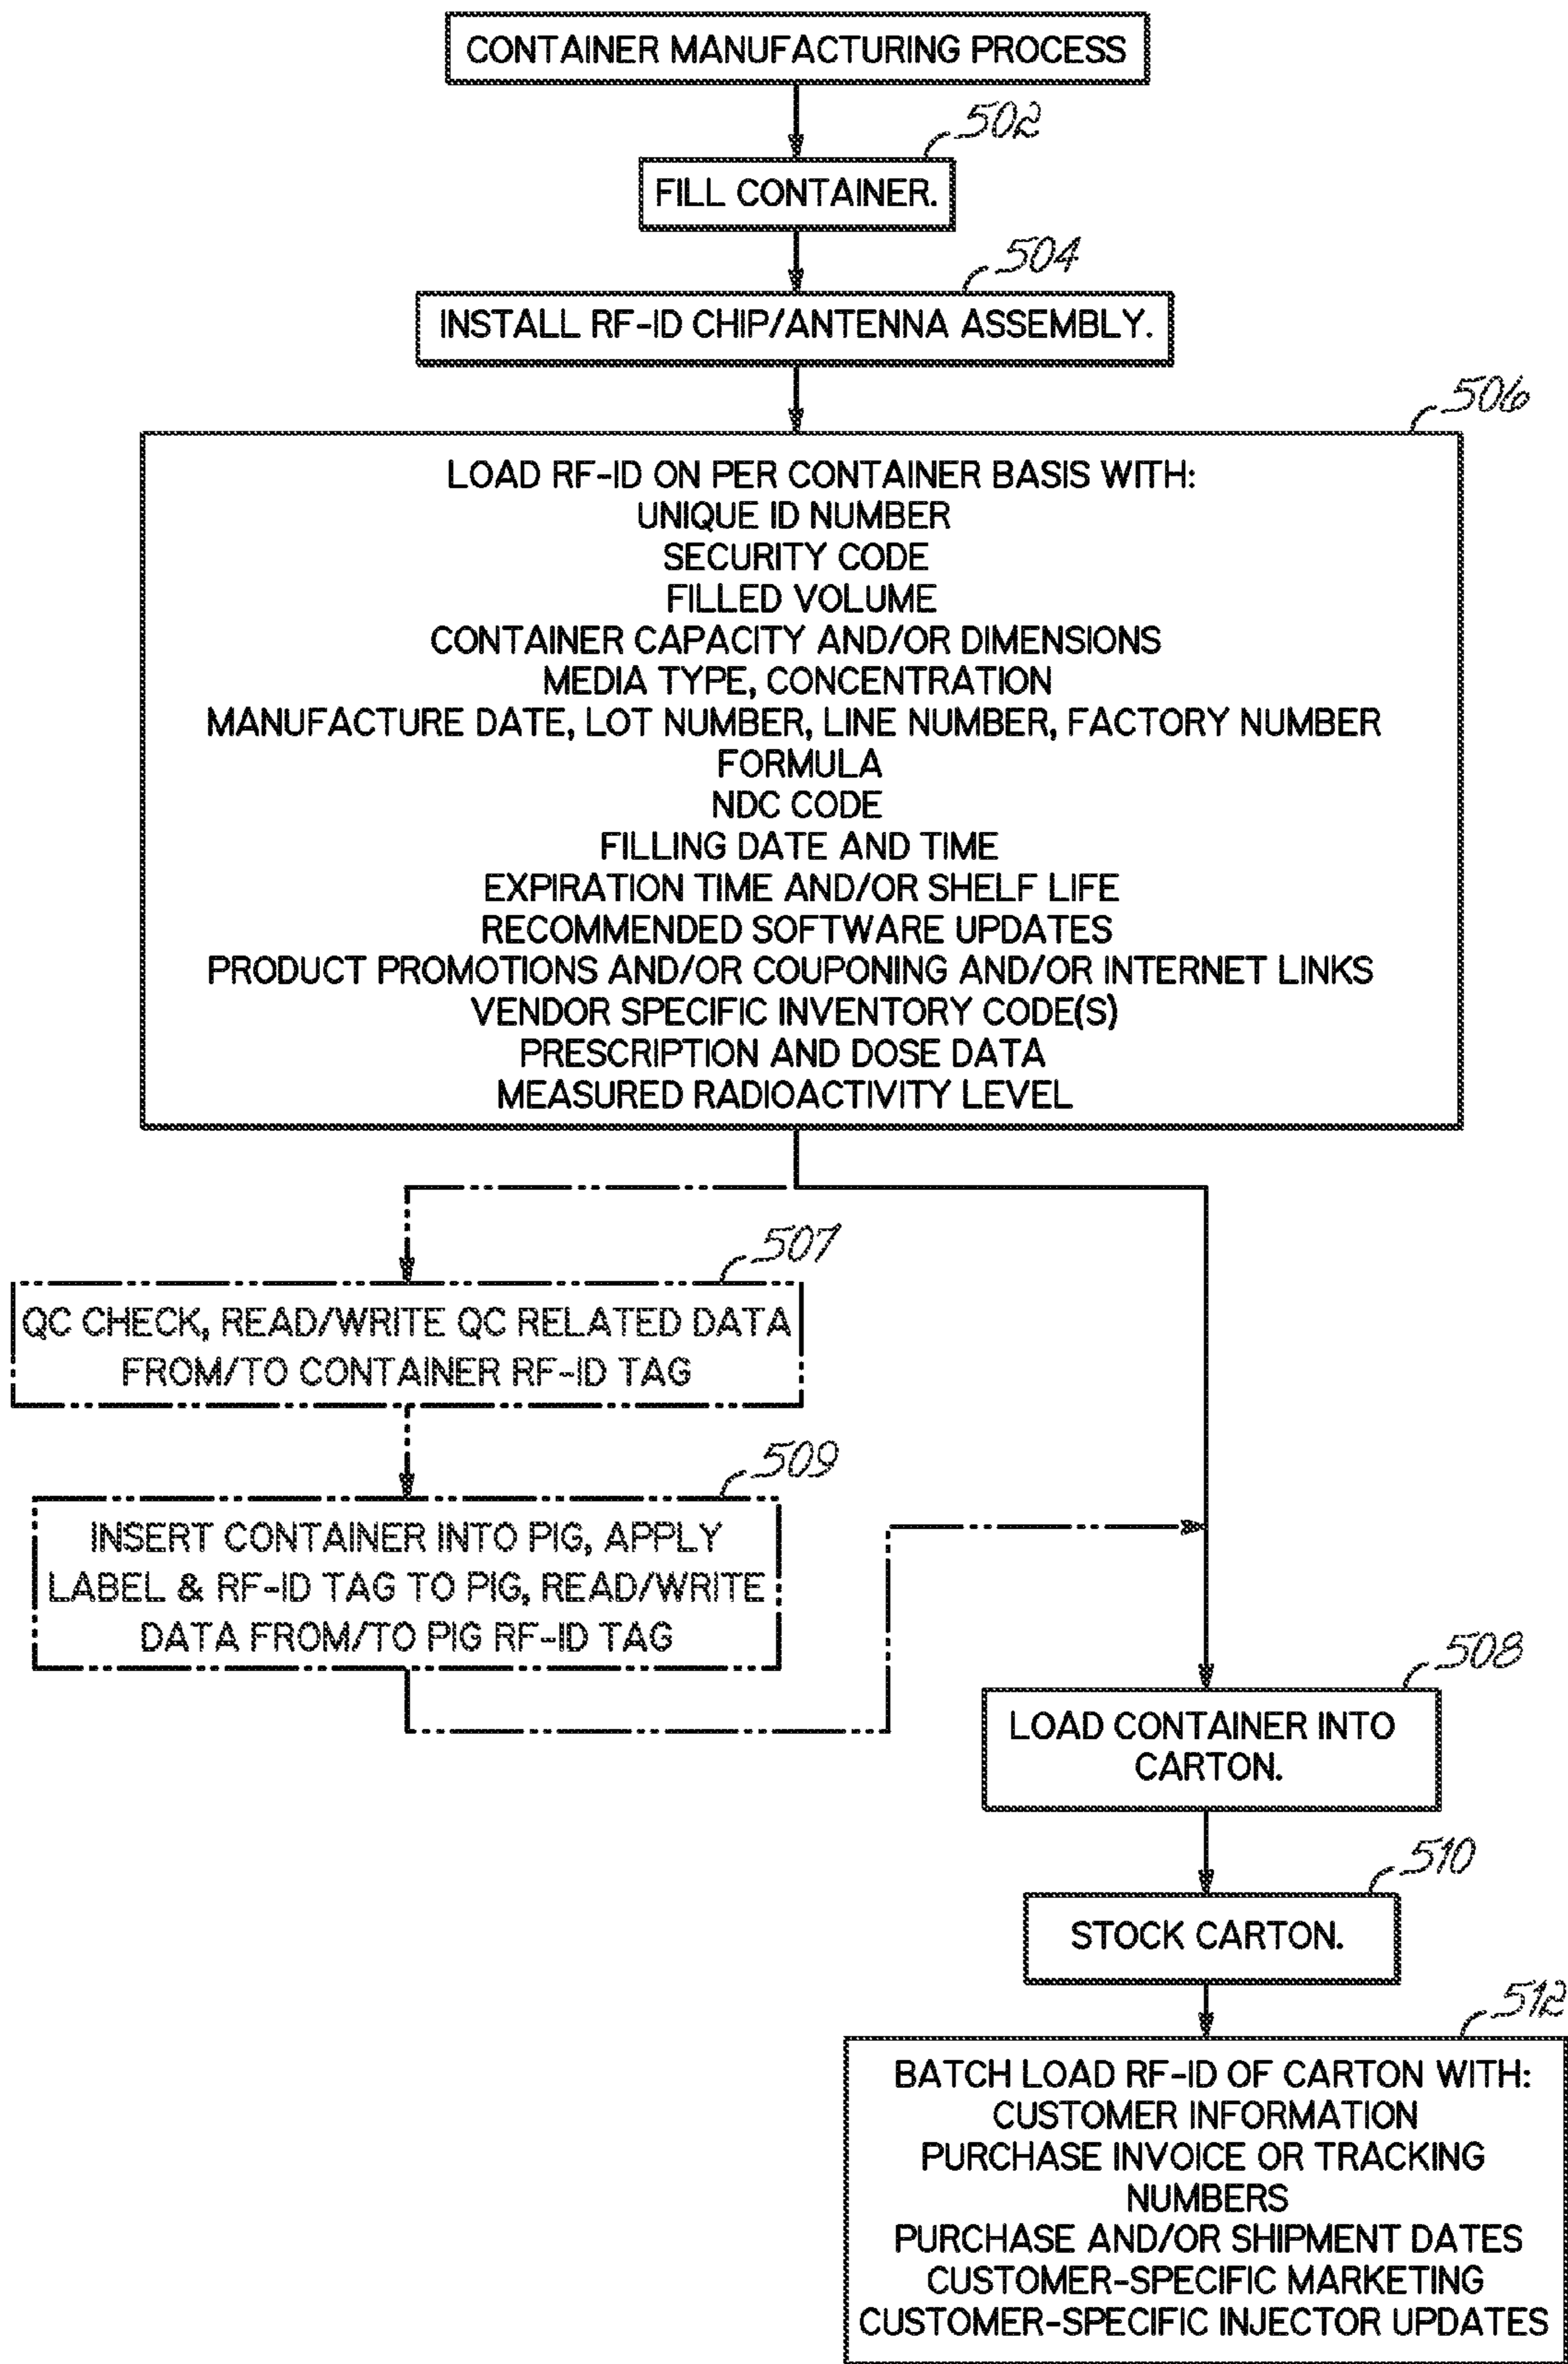 CONTAINER MANUFACTURING PROCESS
502
FILL CONTAINER.
504
INSTALL RF-ID CHIP/ANTENNA ASSEMBLY.
506
LOAD RF-ID ON PER CONTAINER BASIS WITH:
UNIQUE ID NUMBER
SECURITY CODE
FILLED VOLUME
CONTAINER CAPACITY AND/OR DIMENSIONS
MEDIA TYPE, CONCENTRATION
MANUFACTURE DATE, LOT NUMBER, LINE NUMBER, FACTORY NUMBER
FORMULA
NDC CODE
FILLING DATE AND TIME
EXPIRATION TIME AND/OR SHELF LIFE
RECOMMENDED SOFTWARE UPDATES
PRODUCT PROMOTIONS AND/OR COUPONING AND/OR INTERNET LINKS
VENDOR SPECIFIC INVENTORY CODE(S)
PRESCRIPTION AND DOSE DATA
MEASURED RADIOACTIVITY LEVEL
507
QC CHECK, READ/WRITE QC RELATED DATA
FROM/TO CONTAINER RF-ID TAG
509
INSERT CONTAINER INTO PIG, APPLY
LABEL & RF-ID TAG TO PIG, READ/WRITE
DATA FROM/TO PIG RF-ID TAG
508
LOAD CONTAINER INTO
CARTON.
510
STOCK CARTON.
512
BATCH LOAD RF-ID OF CARTON WITH:
CUSTOMER INFORMATION
PURCHASE INVOICE OR TRACKING
NUMBERS
PURCHASE AND/OR SHIPMENT DATES
CUSTOMER-SPECIFIC MARKETING
CUSTOMER-SPECIFIC INJECTOR UPDATES